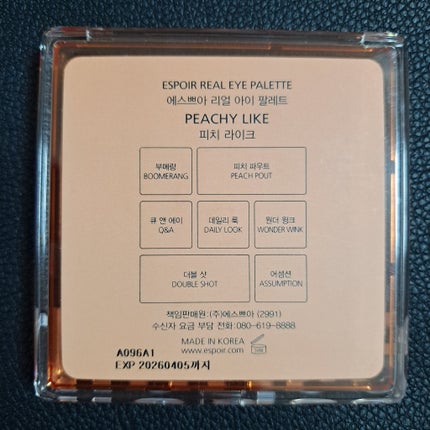 ESPOIR REAL EYE PALETTE
에스쁘아 리얼 아이 팔레트
PEACHY LIKE
피치 라이크
부메랑
BOOMERANG
피치 파우트
PEACH POUT
큐 앤 에이
Q&A
데일리 룩
DAILY LOOK
원더 윙크
WONDER WINK
더블 샷
DOUBLE SHOT
어섬션
ASSUMPTION
책임판매원 : (주)에스쁘아 (2991)
수신자 요금 부담 전화: 080-619-8888
MADE IN KOREA
www.espoir.com
A096A1
EXP 20260405까지